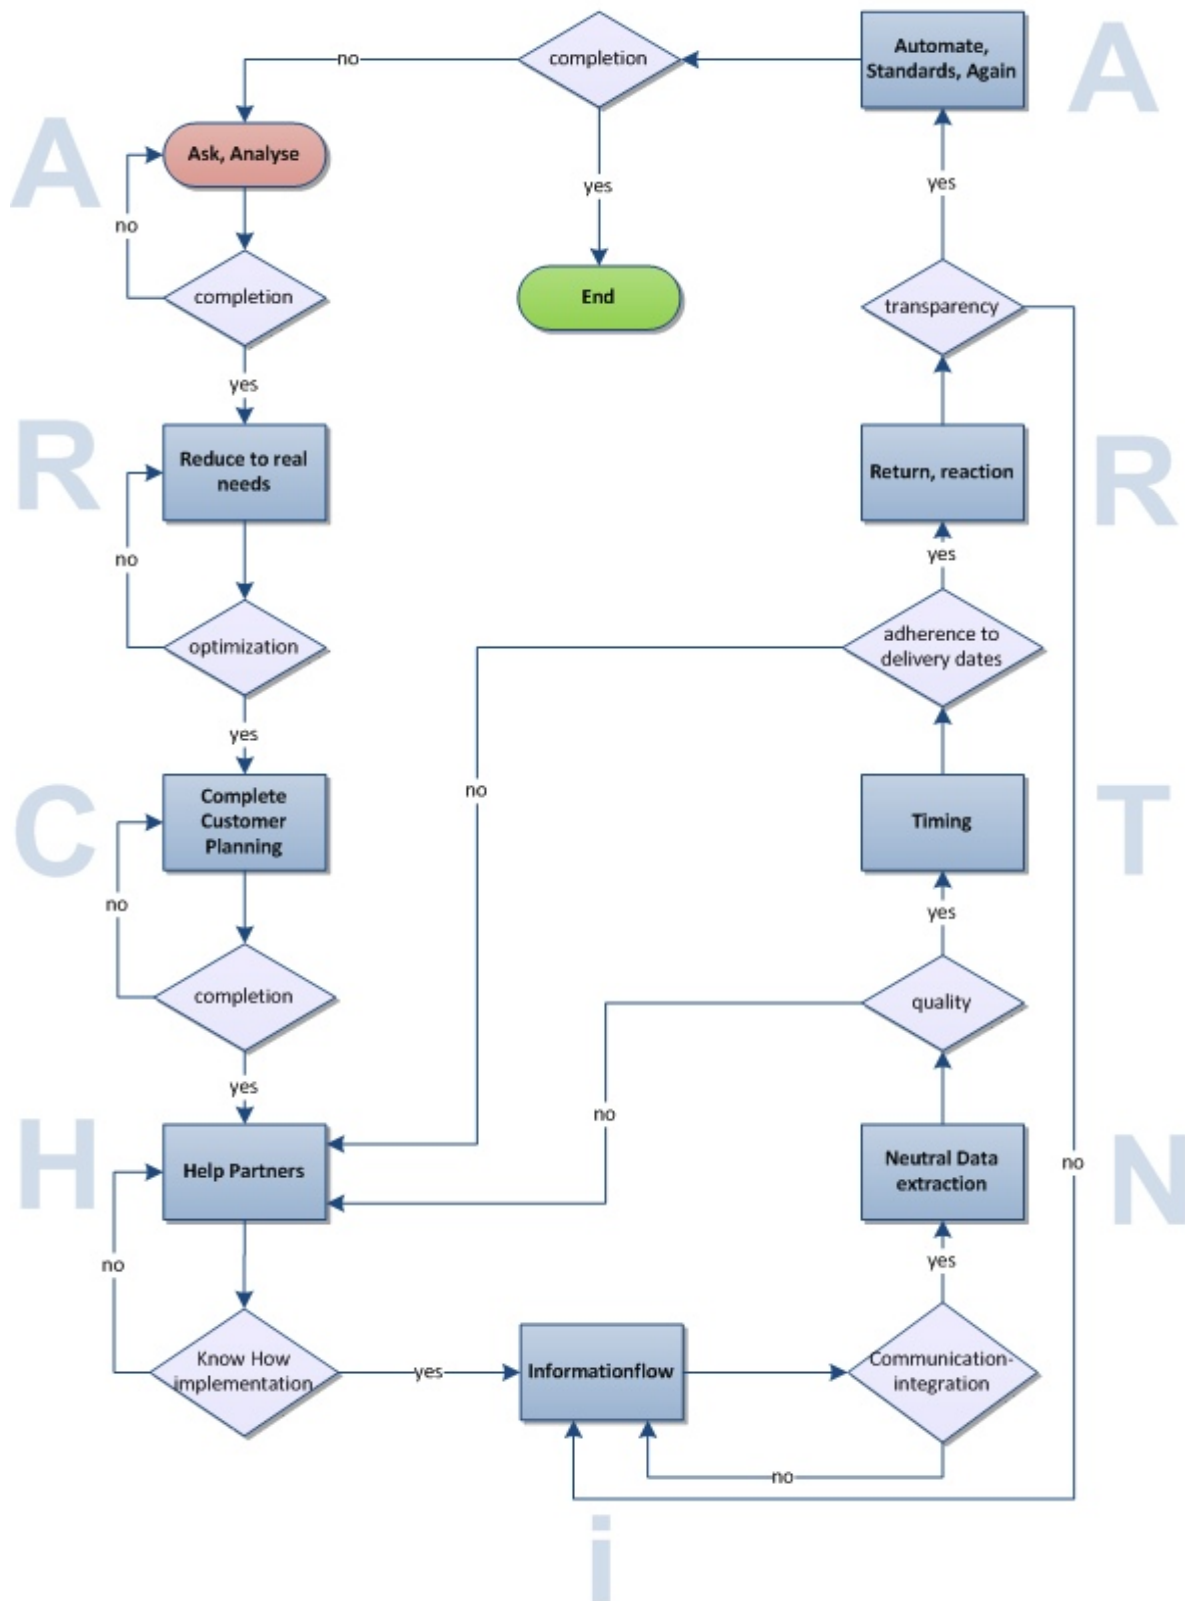 completion
no
yes
Automate,
Standards, Again
A
A
Ask, Analyse
no
completion
yes
End
yes
transparency
no
R
Reduce to real
needs
no
optimization
yes
Return, reaction
R
yes
adherence to
delivery dates
no
C
Complete
Customer
Planning
no
completion
yes
Timing
T
yes
quality
no
H
Help Partners
no
Know How
implementation
yes
Informationflow
Communication-
integration
no
yes
Neutral Data
extraction
N
i